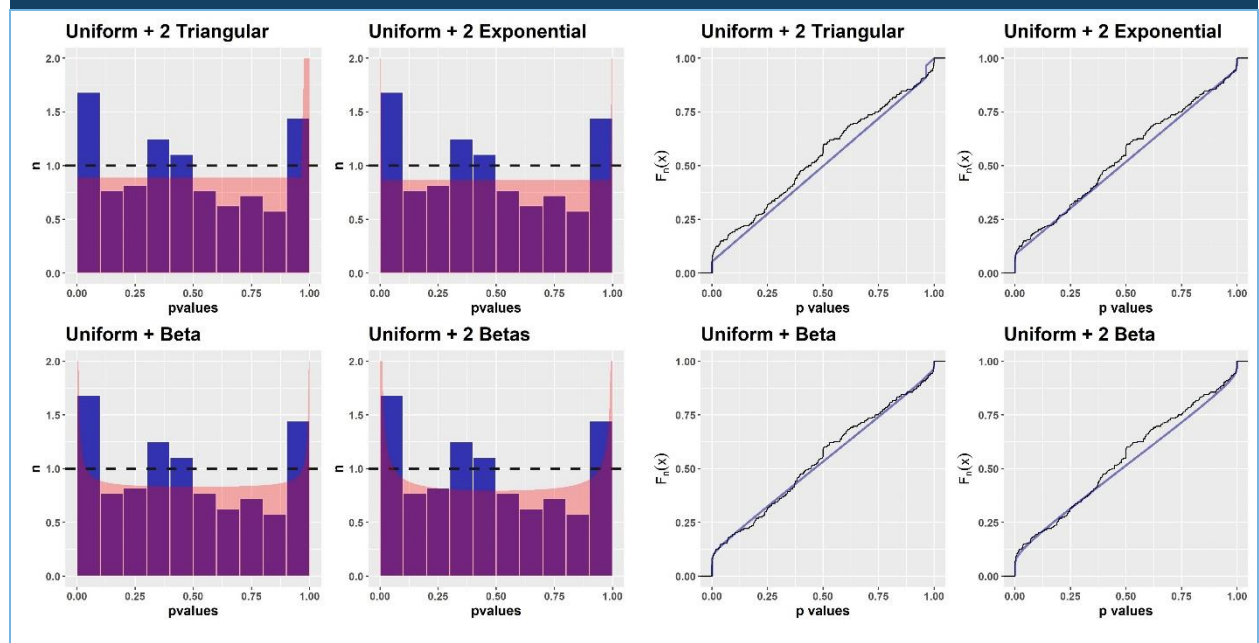 Uniform + 2 Triangular
2.0
1.5
1.0
0.5
0.0
n
0.00 0.25 0.50 0.75 1.00
pvalues
Uniform + 2 Exponential
2.0
1.5
1.0
0.5
0.0
0.00 0.25 0.50 0.75 1.00
pvalues
Uniform + 2 Triangular
1.00
0.75
0.50
0.25
0.00
Fn(x)
0.00 0.25 0.50 0.75 1.00
p values
Uniform + 2 Exponential
1.00
0.75
0.50
0.25
0.00
Fn(x)
0.00 0.25 0.50 0.75 1.00
p values
Uniform + Beta
2.0
1.5
1.0
0.5
0.0
n
0.00 0.25 0.50 0.75 1.00
pvalues
Uniform + 2 Betas
2.0
1.5
1.0
0.5
0.0
n
0.00 0.25 0.50 0.75 1.00
pvalues
Uniform + Beta
1.00
0.75
0.50
0.25
0.00
Fn(x)
0.00 0.25 0.50 0.75 1.00
p values
Uniform + 2 Beta
1.00
0.75
0.50
0.25
0.00
Fn(x)
0.00 0.25 0.50 0.75 1.00
p values